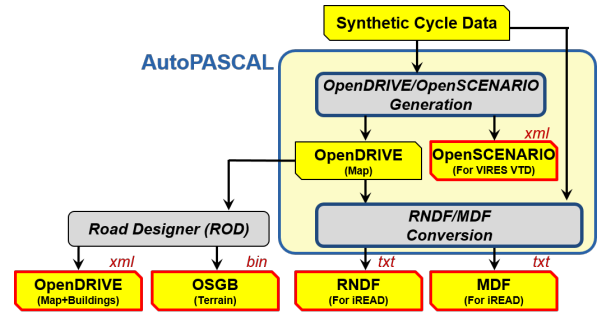 Synthetic Cycle Data
AutoPASCAL
OpenDRIVE/OpenSCENARIO
Generation
xml
OpenDRIVE
(Map)
OpenSCENARIO
(For VIRES VTD)
Road Designer (ROD)
RNDF/MDF
Conversion
xml
bin
txt
txt
OpenDRIVE
(Map+Buildings)
OSGB
(Terrain)
RNDF
(For iREAD)
MDF
(For iREAD)